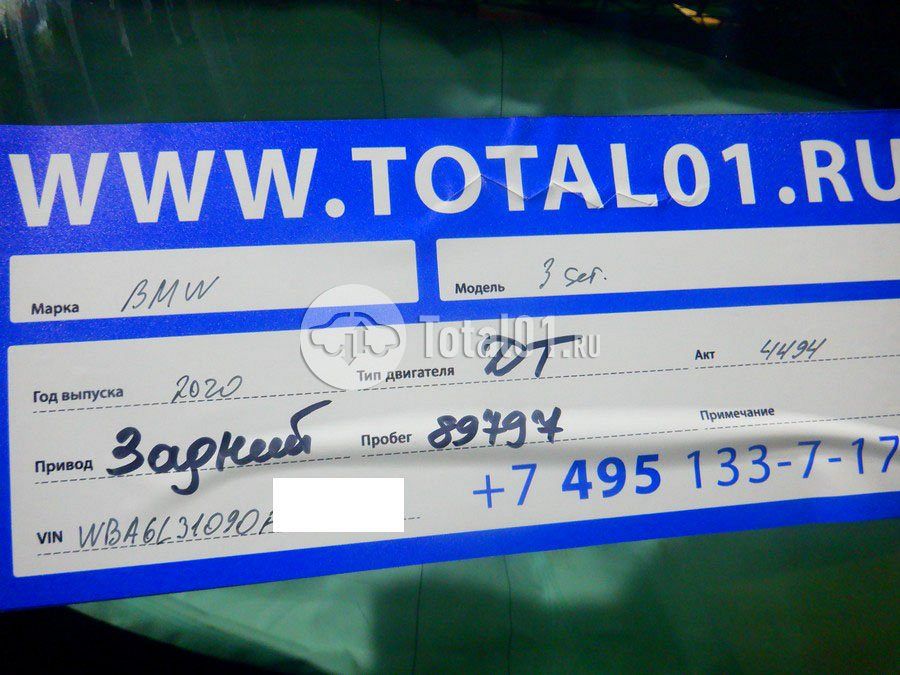 WWW.TOTAL01.RU
Марка BMW Модель 3 ser.
Total01.RU
Год выпуска 2020 Тип двигателя DT Акт 4494
Привод Задний Пробег 89797 Примечание
+7 495 133-7-17
VIN WBA6L31090